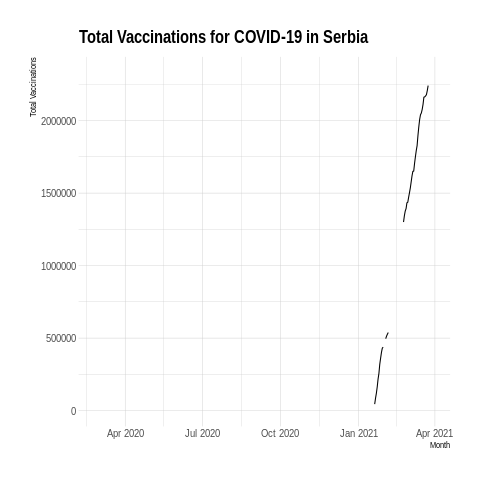 Total Vaccinations for COVID-19 in Serbia
Total Vaccinations
2000000
1500000
1000000
500000
0
Apr 2020 Jul 2020 Oct 2020 Jan 2021 Apr 2021
Month